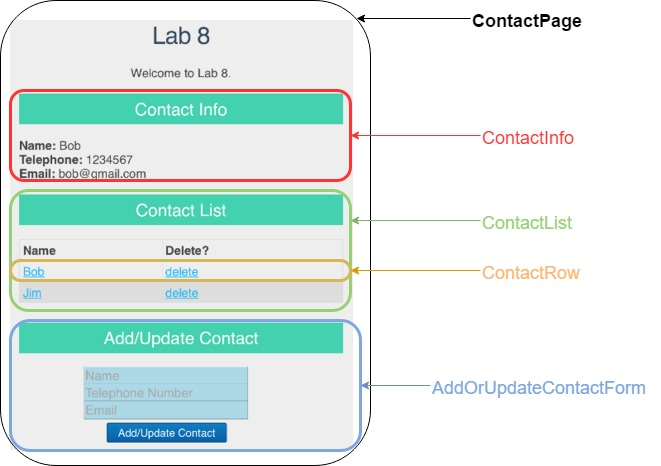 ContactPage
Lab 8
Welcome to Lab 8.
Contact Info
Name: Bob
Telephone: 1234567
Email: bob@gmail.com
ContactInfo
Contact List
ContactList
Name Delete?
Bob delete
ContactRow
Jim delete
Add/Update Contact
Name
Telephone Number
Email
AddOrUpdateContactForm
Add/Update Contact